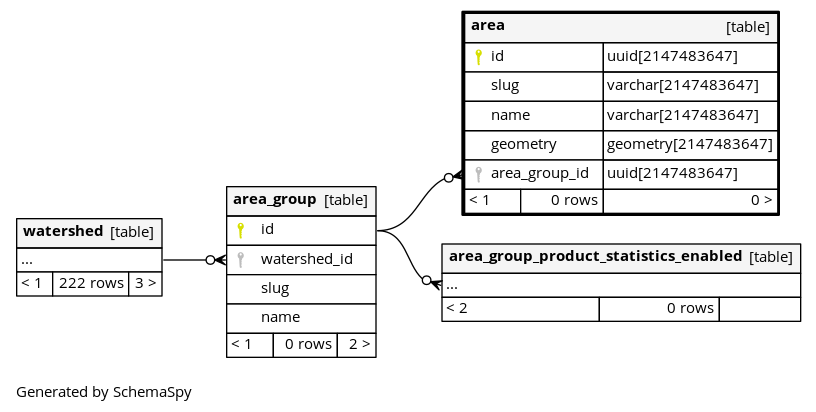 area [table]
id uuid[2147483647]
slug varchar[2147483647]
name varchar[2147483647]
geometry geometry[2147483647]
area_group_id uuid[2147483647]
< 1 0 rows 0 >
area_group [table]
id
watershed_id
slug
name
< 1 0 rows 2 >
watershed [table]
...
< 1 222 rows 3 >
area_group_product_statistics_enabled [table]
...
< 2 0 rows
Generated by SchemaSpy